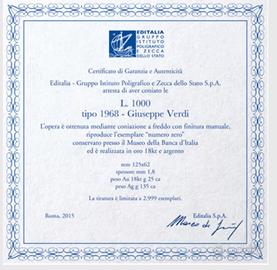 EDITALIA
GRUPPO
ISTITUTO
POLIGRAFICO
E ZECCA
DELLO STATO
Certificato di Garanzia e Autenticità
Editalia - Gruppo Istituto Poligrafico e Zecca dello Stato S.p.A.
attesta di aver coniato le
L. 1000
tipo 1968 - Giuseppe Verdi
L'opera è ottenuta mediante coniazione a freddo con finitura manuale,
riproduce l'esemplare "numero zero"
conservato presso il Museo della Banca d'Italia
ed è realizzata in oro 18kt e argento
mm 125x62
spessore mm 1,8
peso Au 18kt g 25 ca
peso Ag g 135 ca
La tiratura è limitata a 2.999 esemplari.
Roma, 2015
Editalia S.p.A.